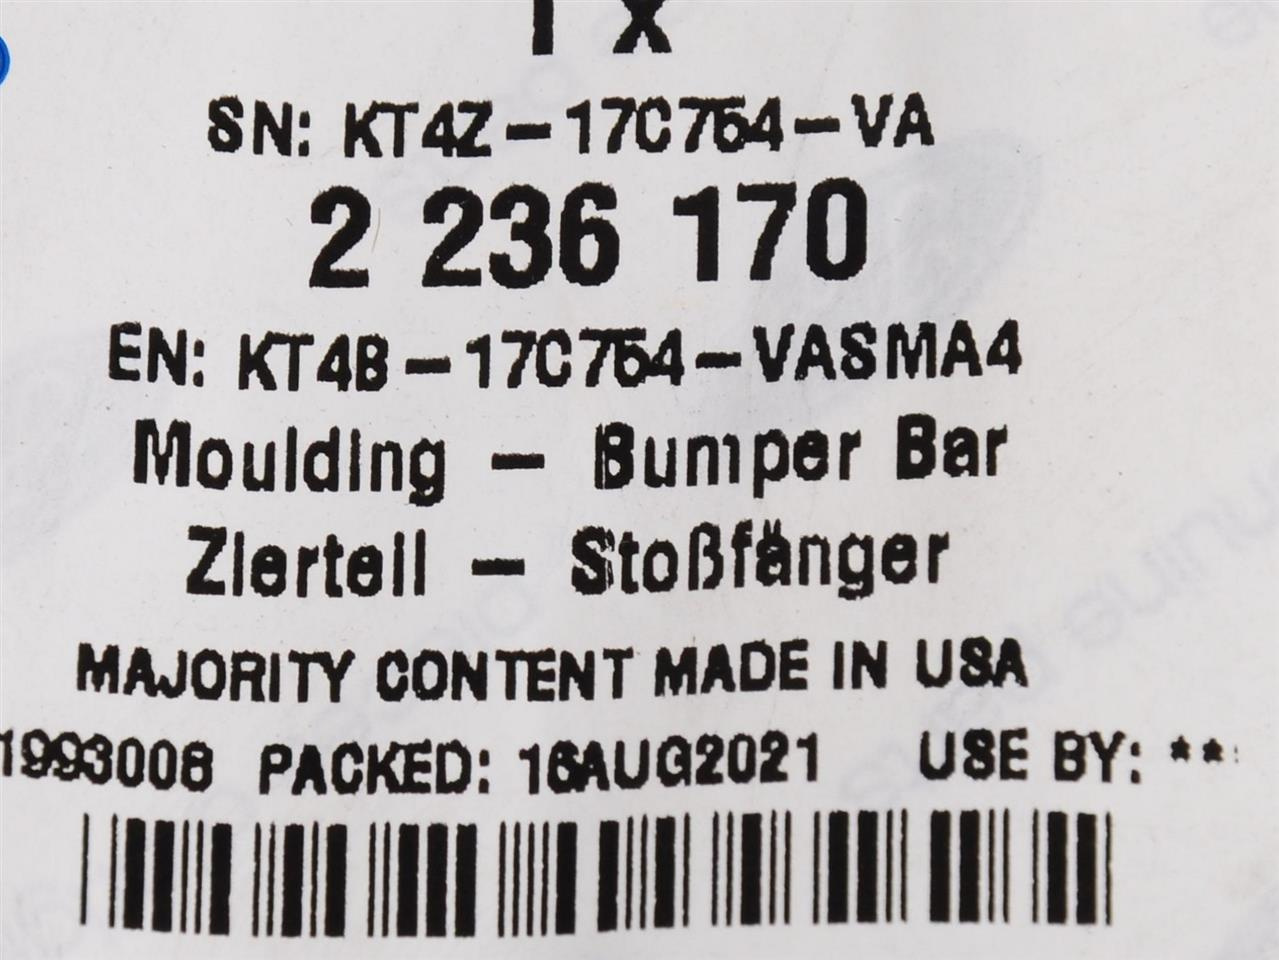 1 x
SN: KT4Z-17C754-VA
2 236 170
EN: KT4B-17C754-VASMA4
Moulding - Bumper Bar
Zierteil - Stoßfänger
MAJORITY CONTENT MADE IN USA
1993008 PACKED: 16AUG2021 USE BY: **